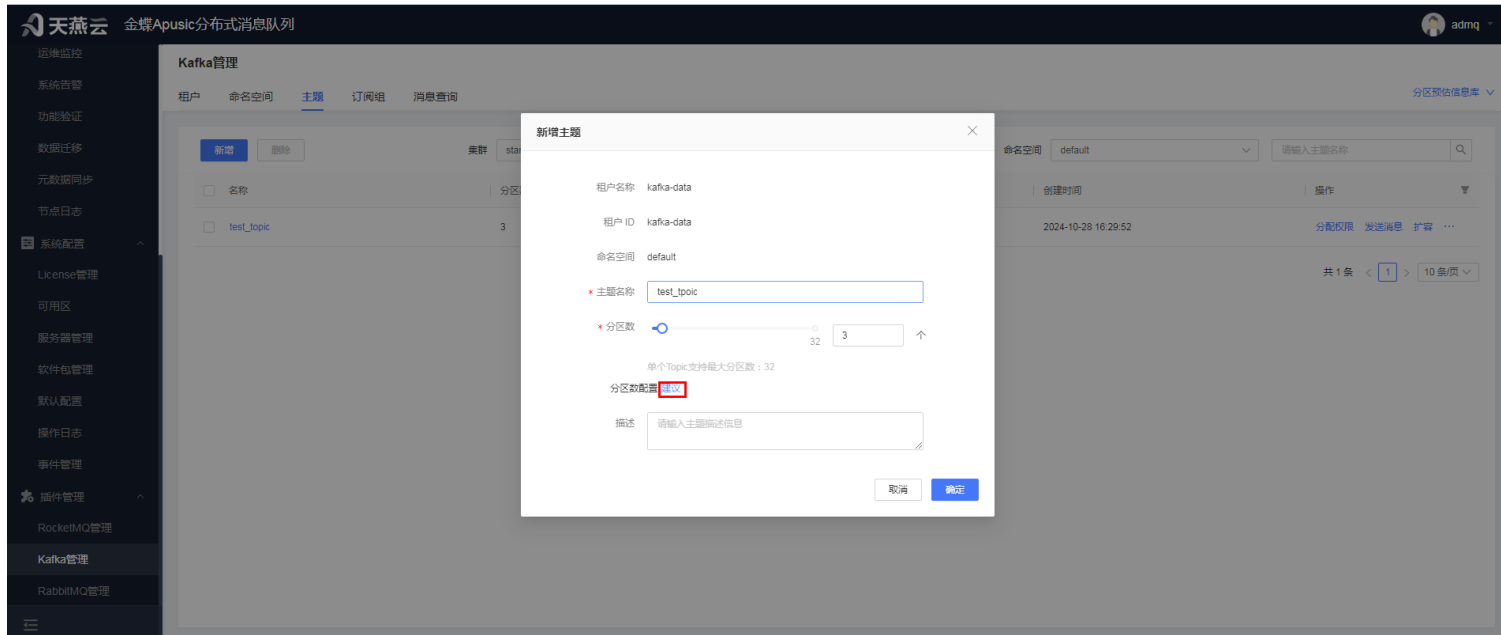 天燕云 金蝶Apusic分布式消息队列
admq
运维监控
系统告警
功能验证
数据迁移
元数据同步
节点日志
系统配置
License管理
可用区
服务器管理
软件包管理
默认配置
操作日志
事件管理
插件管理
RocketMQ管理
Kafka管理
RabbitMQ管理
Kafka管理
租户 命名空间 主题 订阅组 消息查询
分区预估信息库
新增 删除 集群 star
命名空间 default 请输入主题名称
名称 分区 创建时间 操作
test_topic 3 2024-10-28 16:29:52 分配权限 发送消息 扩容 ···
共 1 条 < 1 > 10 条/页
新增主题
租户名称 kafka-data
租户 ID kafka-data
命名空间 default
* 主题名称 test_tpoic
* 分区数 32 3 个
单个Topic支持最大分区数：32
分区数配置 建议
描述 请输入主题描述信息
取消 确定